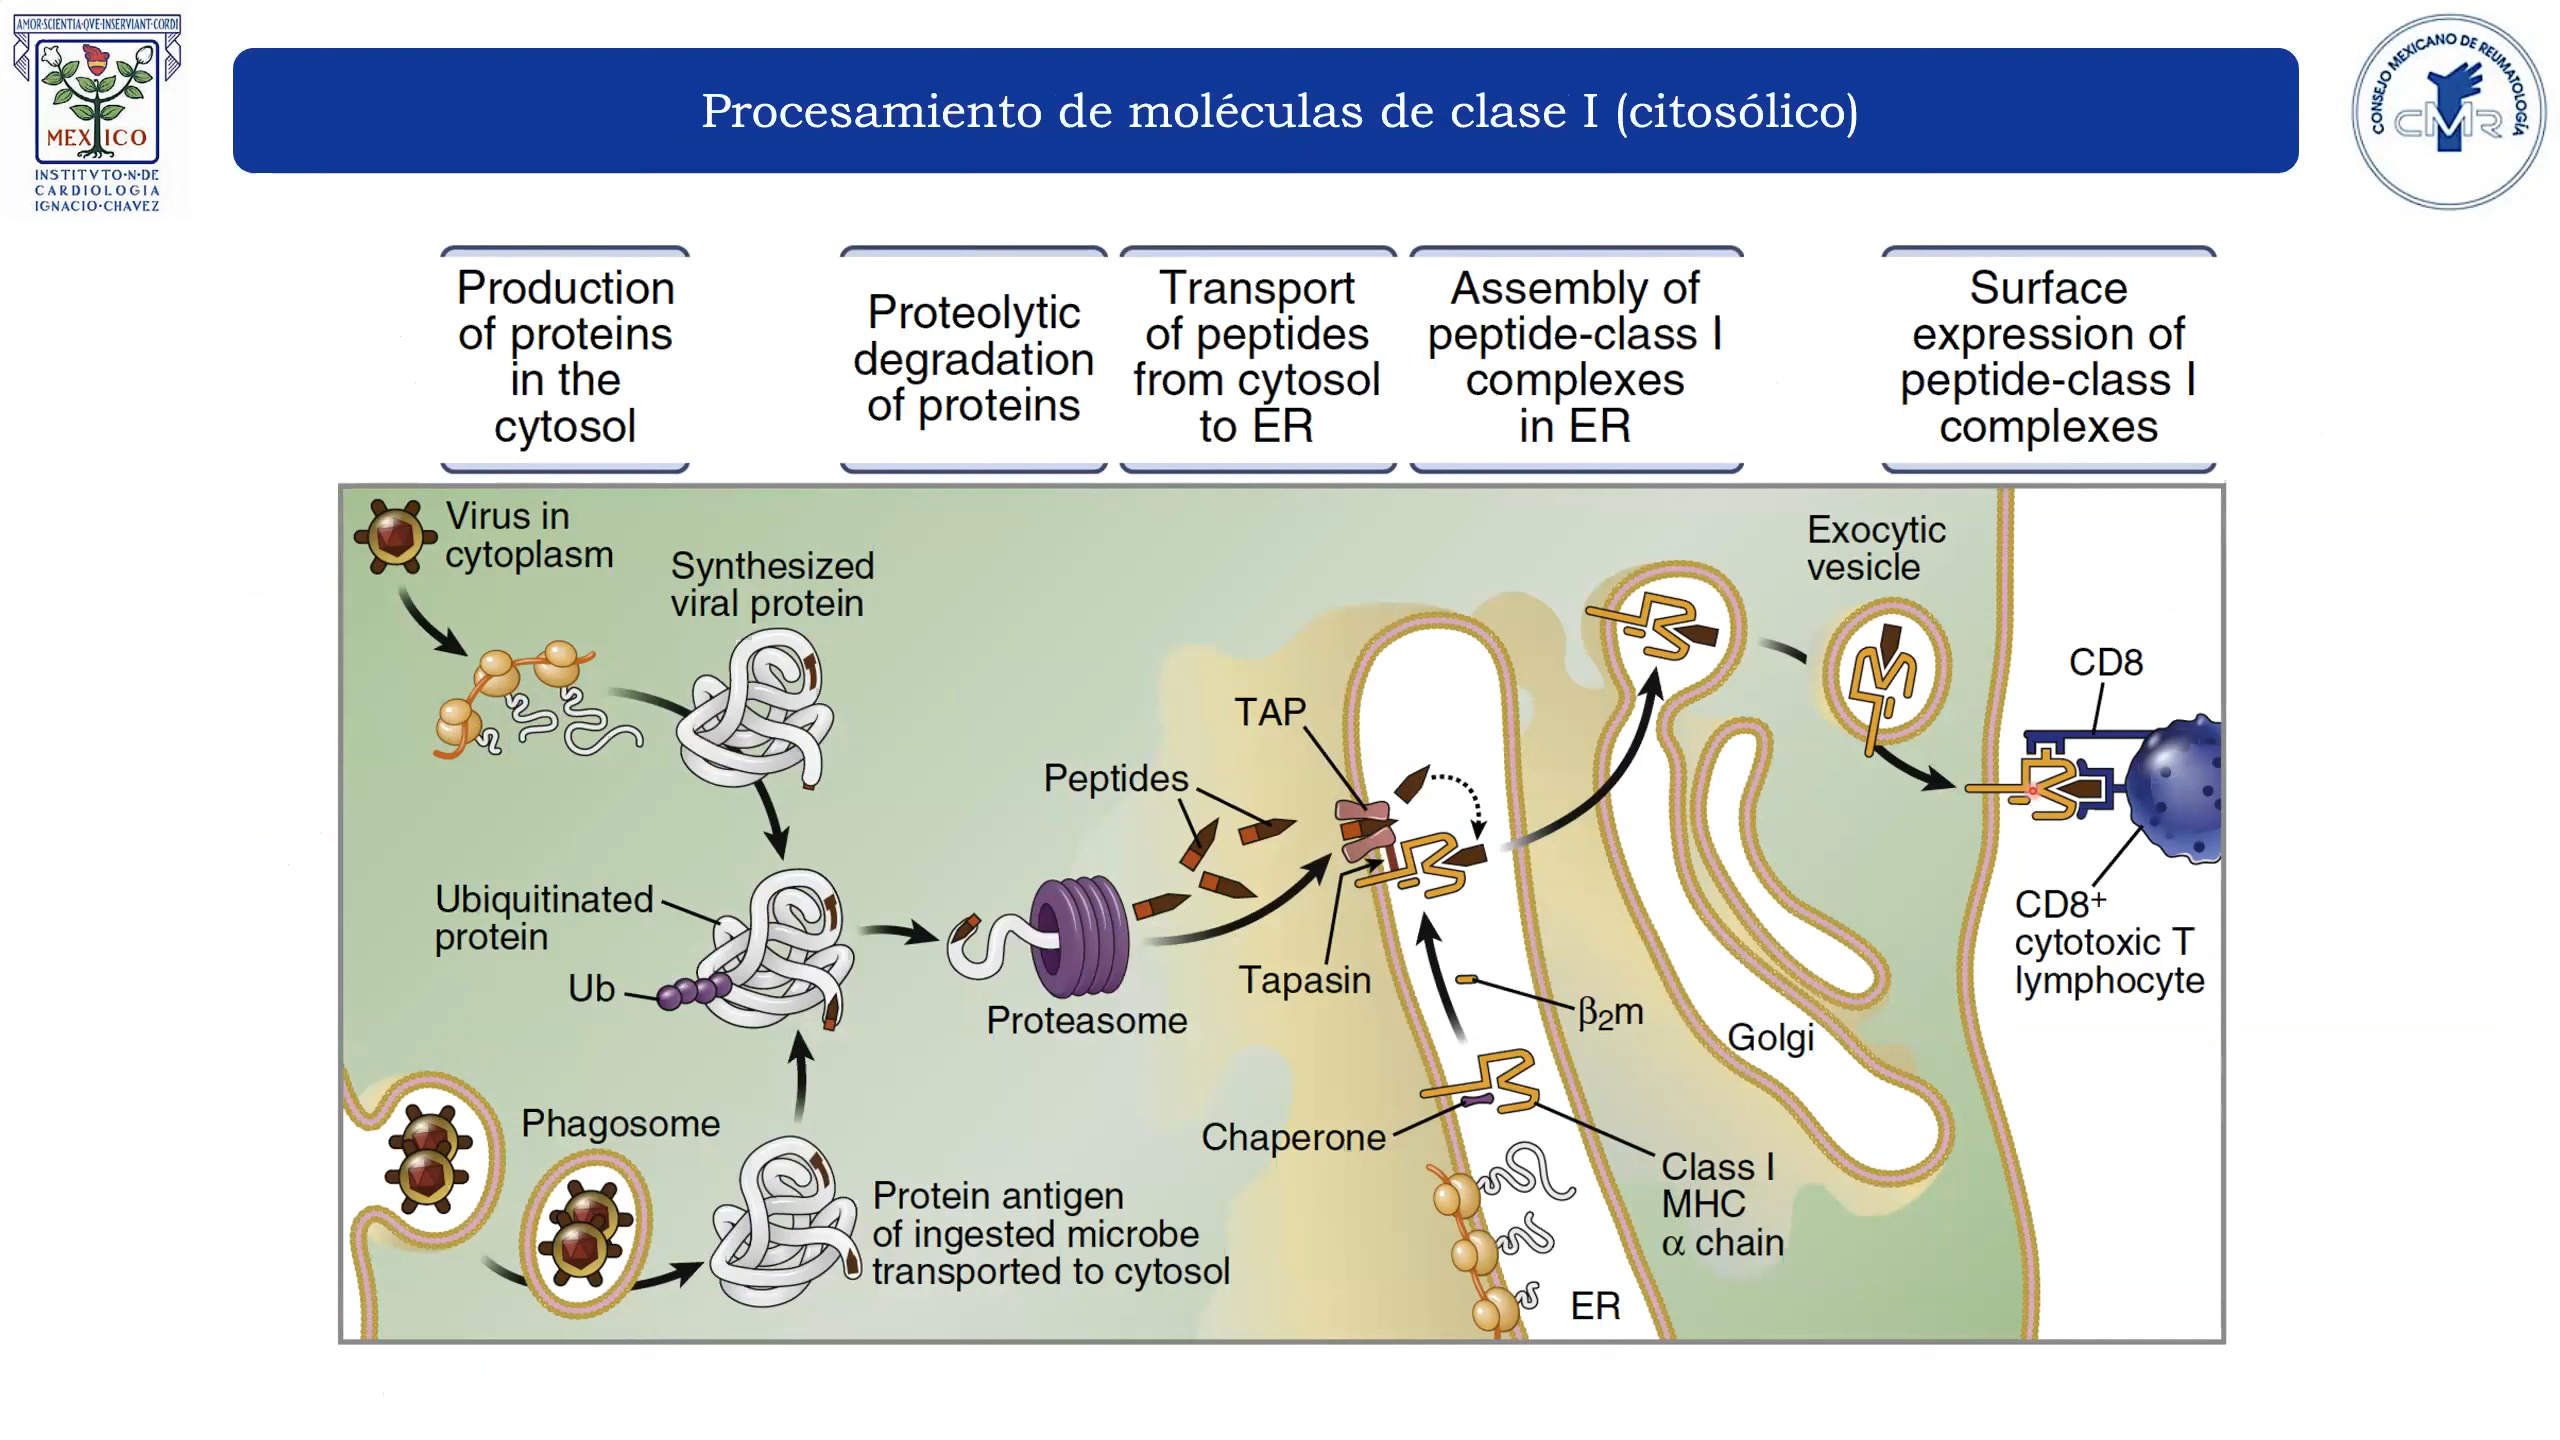 AMOR·SCIENTIA·QVE·INSERVIANT·CORDI
MEXICO
INSTITVTO·N·DE
CARDIOLOGIA
IGNACIO·CHAVEZ
Procesamiento de moléculas de clase I (citosólico)
CONSEJO MEXICANO DE REUMATOLOGÍA
CMR
Production
of proteins
in the
cytosol
Proteolytic
degradation
of proteins
Transport
of peptides
from cytosol
to ER
Assembly of
peptide-class I
complexes
in ER
Surface
expression of
peptide-class I
complexes
Virus in
cytoplasm
Synthesized
viral protein
Exocytic
vesicle
CD8
TAP
Peptides
Ubiquitinated
protein
Ub
Proteasome
Tapasin
β2m
CD8+
cytotoxic T
lymphocyte
Golgi
Phagosome
Chaperone
Class I
MHC
α chain
Protein antigen
of ingested microbe
transported to cytosol
ER